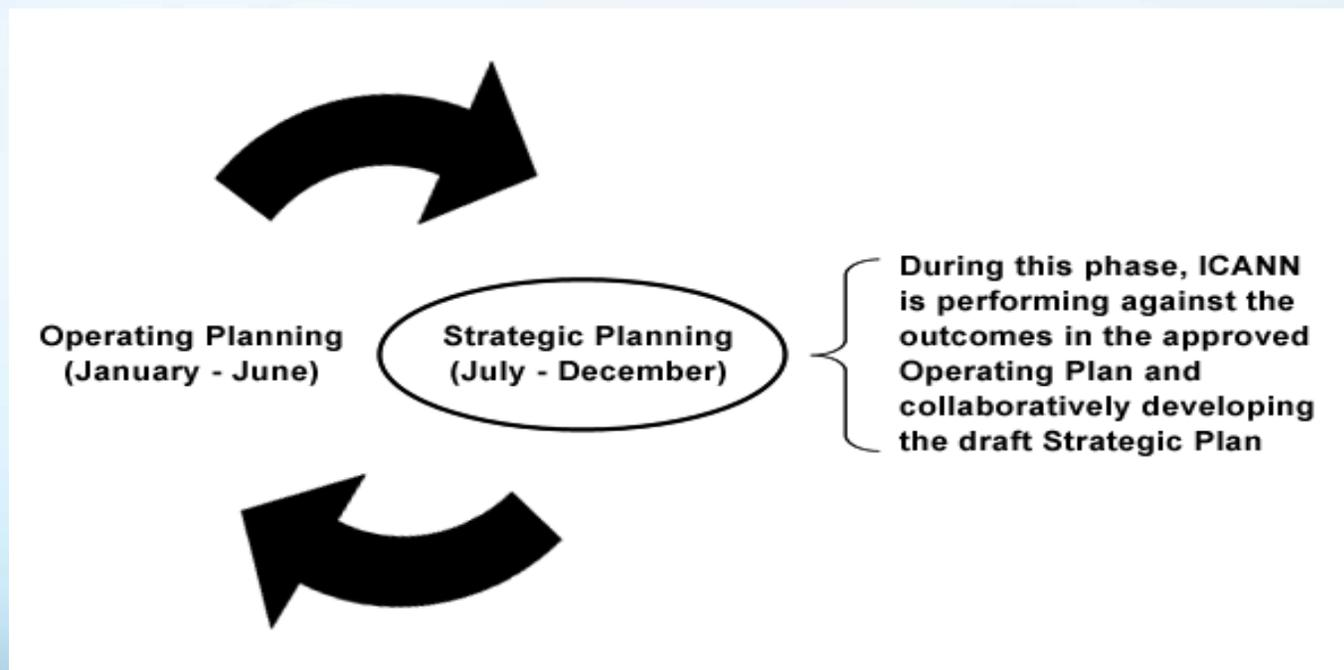 Operating Planning
(January - June)
Strategic Planning
(July - December)
During this phase, ICANN
is performing against the
outcomes in the approved
Operating Plan and
collaboratively developing
the draft Strategic Plan